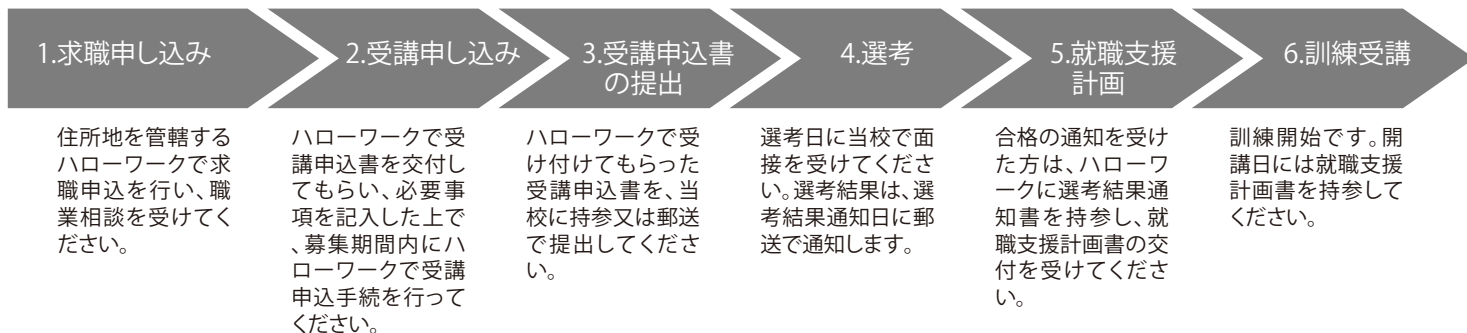 1.求職申し込み
2.受講申し込み
3.受講申込書
の提出
4.選考
5.就職支援
計画
6.訓練受講
住所地を管轄する
ハローワークで求
職申込を行い、職
業相談を受けてく
ださい。
ハローワークで受
講申込書を交付し
てもらい、必要事
項を記入した上で
、募集期間内にハ
ローワークで受講
申込手続を行って
ください。
ハローワークで受
け付けてもらった
受講申込書を、当
校に持参又は郵送
で提出してくださ
い。
選考日に当校で面
接を受けてくださ
い。選考結果は、選
考結果通知日に郵
送で通知します。
合格の通知を受け
た方は、ハローワ
ークに選考結果通
知書を持参し、就
職支援計画書の交
付を受けてくださ
い。
訓練開始です。開
講日には就職支援
計画書を持参して
ください。